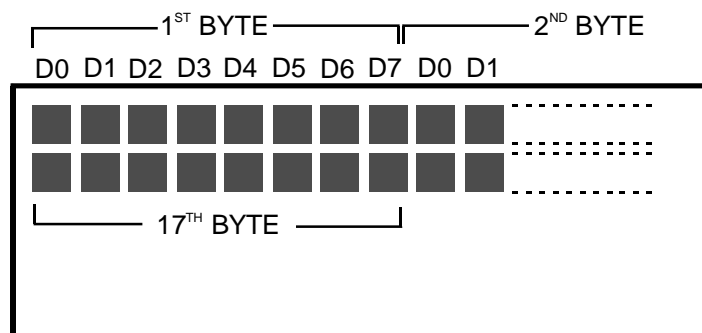 1ST BYTE 2ND BYTE
D0 D1 D2 D3 D4 D5 D6 D7 D0 D1
17TH BYTE